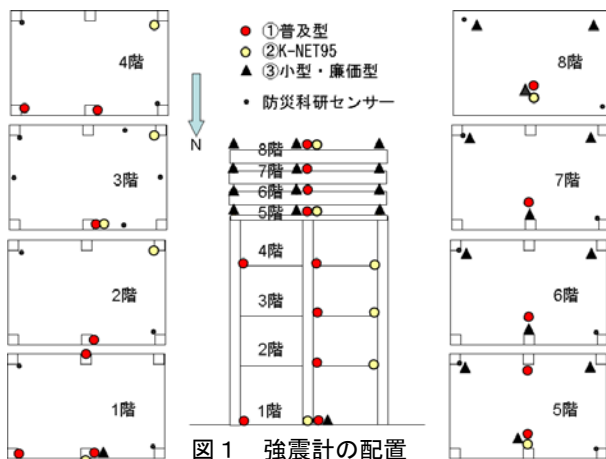 ①普及型
②K-NET95
③小型・廉価型
防災科研センサー
N
4階
3階
2階
1階
8階
7階
6階
5階
4階
3階
2階
1階
8階
7階
6階
5階
図1 強震計の配置